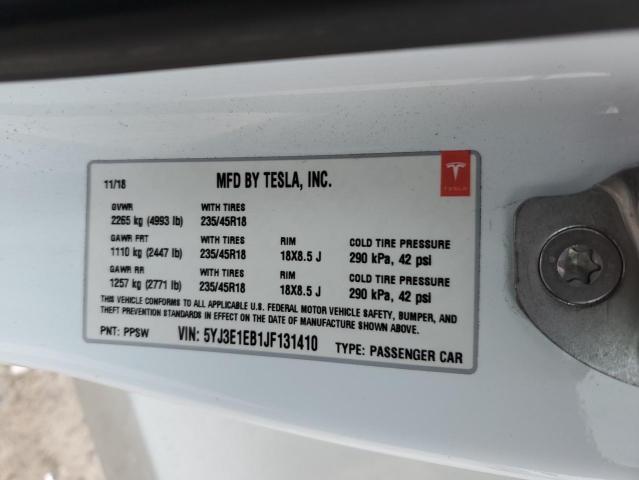 11/18 MFD BY TESLA, INC.
TESLA
GVWR WITH TIRES
2265 kg (4993 lb) 235/45R18
GAWR FRT WITH TIRES RIM COLD TIRE PRESSURE
1110 kg (2447 lb) 235/45R18 18X8.5 J 290 kPa, 42 psi
GAWR RR WITH TIRES RIM COLD TIRE PRESSURE
1257 kg (2771 lb) 235/45R18 18X8.5 J 290 kPa, 42 psi
THIS VEHICLE CONFORMS TO ALL APPLICABLE U.S. FEDERAL MOTOR VEHICLE SAFETY, BUMPER, AND
THEFT PREVENTION STANDARDS IN EFFECT ON THE DATE OF MANUFACTURE SHOWN ABOVE.
PNT: PPSW VIN: 5YJ3E1EB1JF131410 TYPE: PASSENGER CAR